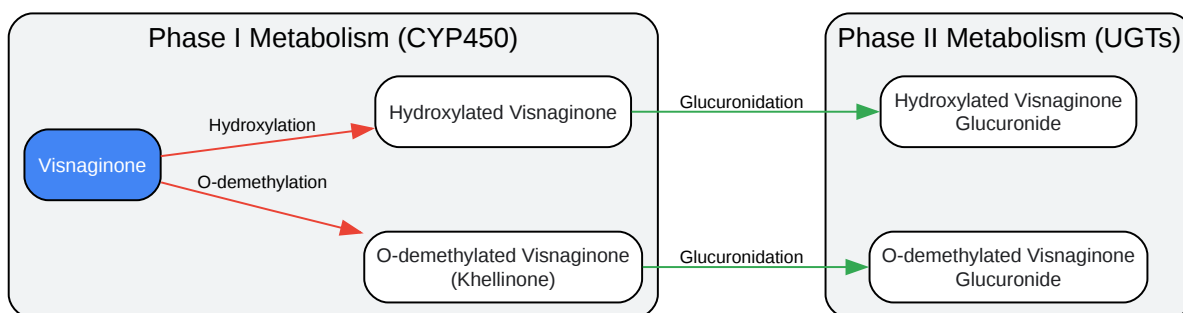 Phase I Metabolism (CYP450)
Phase II Metabolism (UGTs)
Visnaginone
Hydroxylation
O-demethylation
Hydroxylated Visnaginone
O-demethylated Visnaginone
(Khellinone)
Glucuronidation
Glucuronidation
Hydroxylated Visnaginone
Glucuronide
O-demethylated Visnaginone
Glucuronide